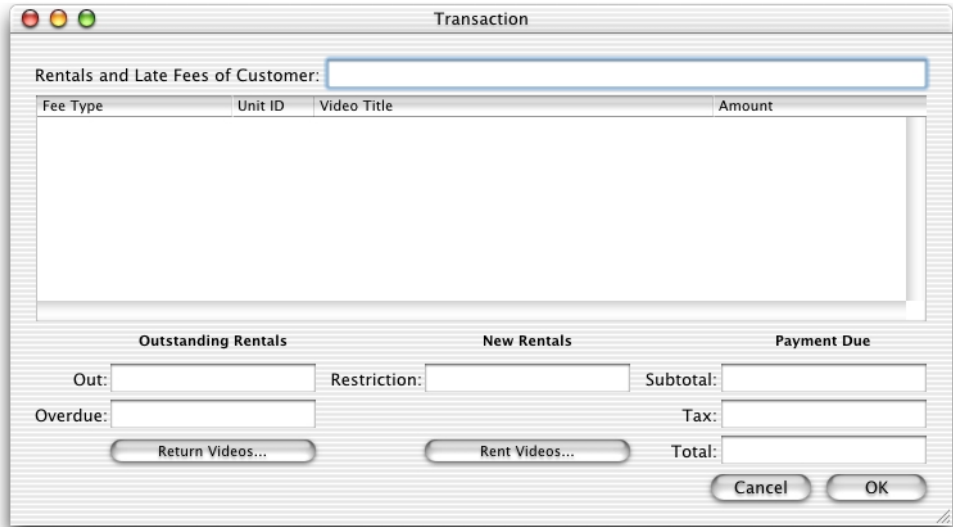 Transaction
Rentals and Late Fees of Customer:
Fee Type Unit ID Video Title Amount
Outstanding Rentals New Rentals Payment Due
Out: Restriction: Subtotal:
Overdue: Tax:
Return Videos... Rent Videos... Total:
Cancel OK